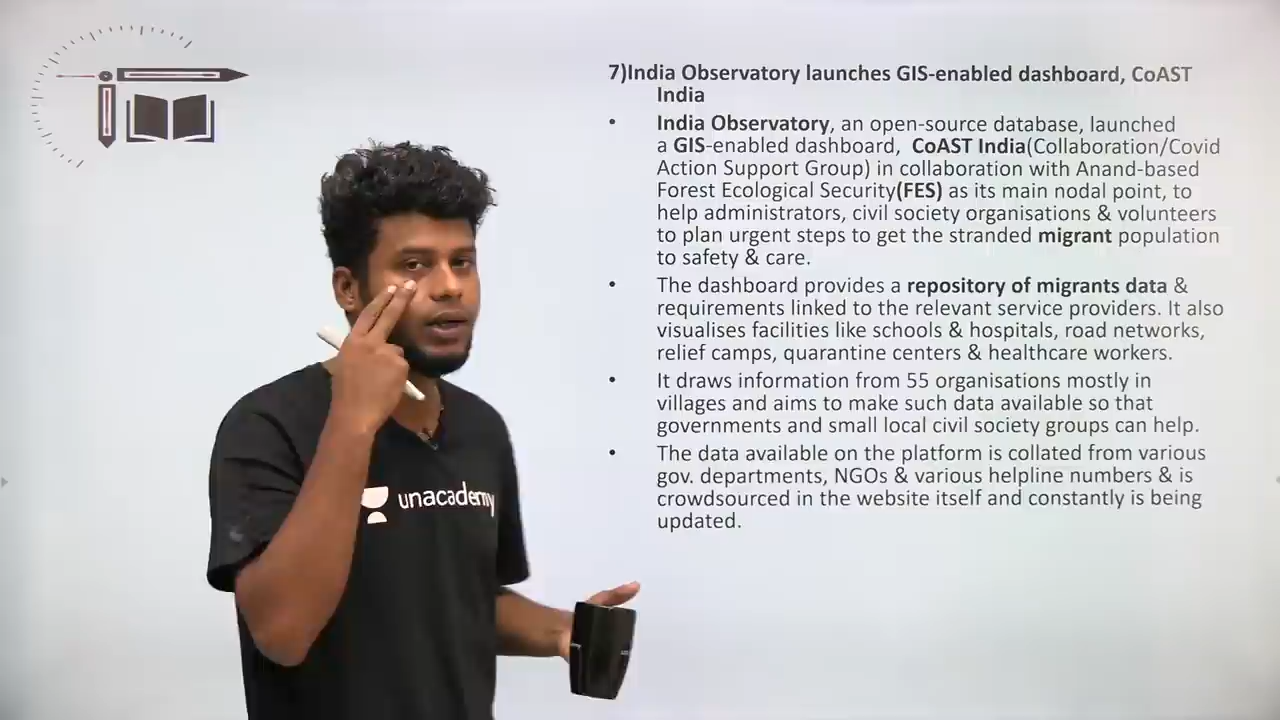 7)India Observatory launches GIS-enabled dashboard, CoAST
India
• India Observatory, an open-source database, launched
a GIS-enabled dashboard, CoAST India(Collaboration/Covid
Action Support Group) in collaboration with Anand-based
Forest Ecological Security(FES) as its main nodal point, to
help administrators, civil society organisations & volunteers
to plan urgent steps to get the stranded migrant population
to safety & care.
• The dashboard provides a repository of migrants data &
requirements linked to the relevant service providers. It also
visualises facilities like schools & hospitals, road networks,
relief camps, quarantine centers & healthcare workers.
• It draws information from 55 organisations mostly in
villages and aims to make such data available so that
governments and small local civil society groups can help.
• The data available on the platform is collated from various
gov. departments, NGOs & various helpline numbers & is
crowdsourced in the website itself and constantly is being
updated.
unacademy